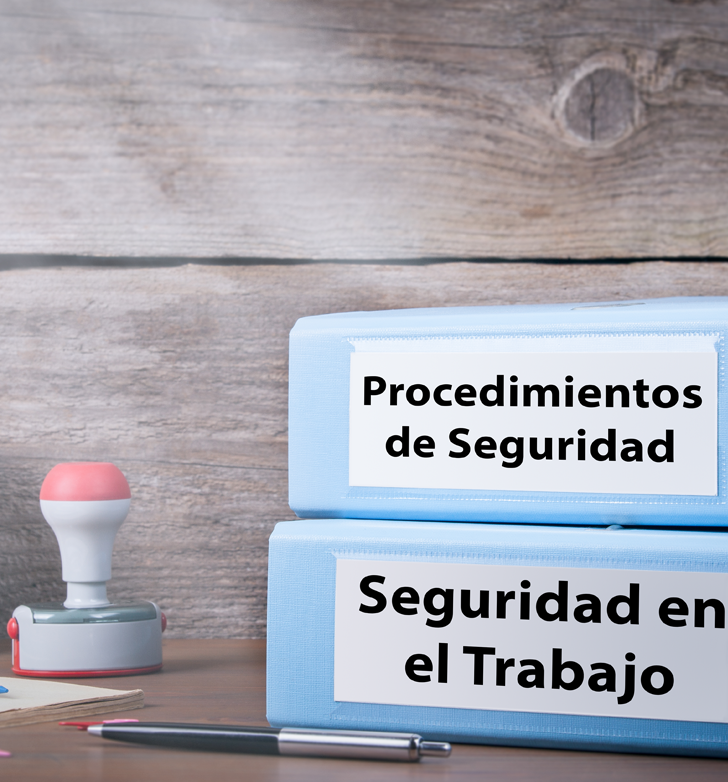 Procedimientos
de Seguridad
Seguridad en
el Trabajo